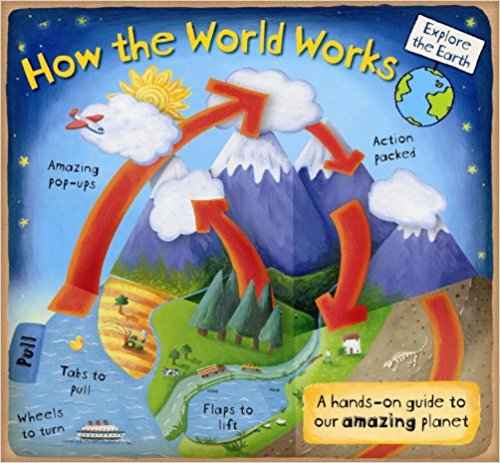 How the World Works
Explore
the Earth
Amazing
pop-ups
Action
packed
Pull
Tabs to
pull
Wheels
to turn
Flaps to
lift
A hands-on guide to
our amazing planet